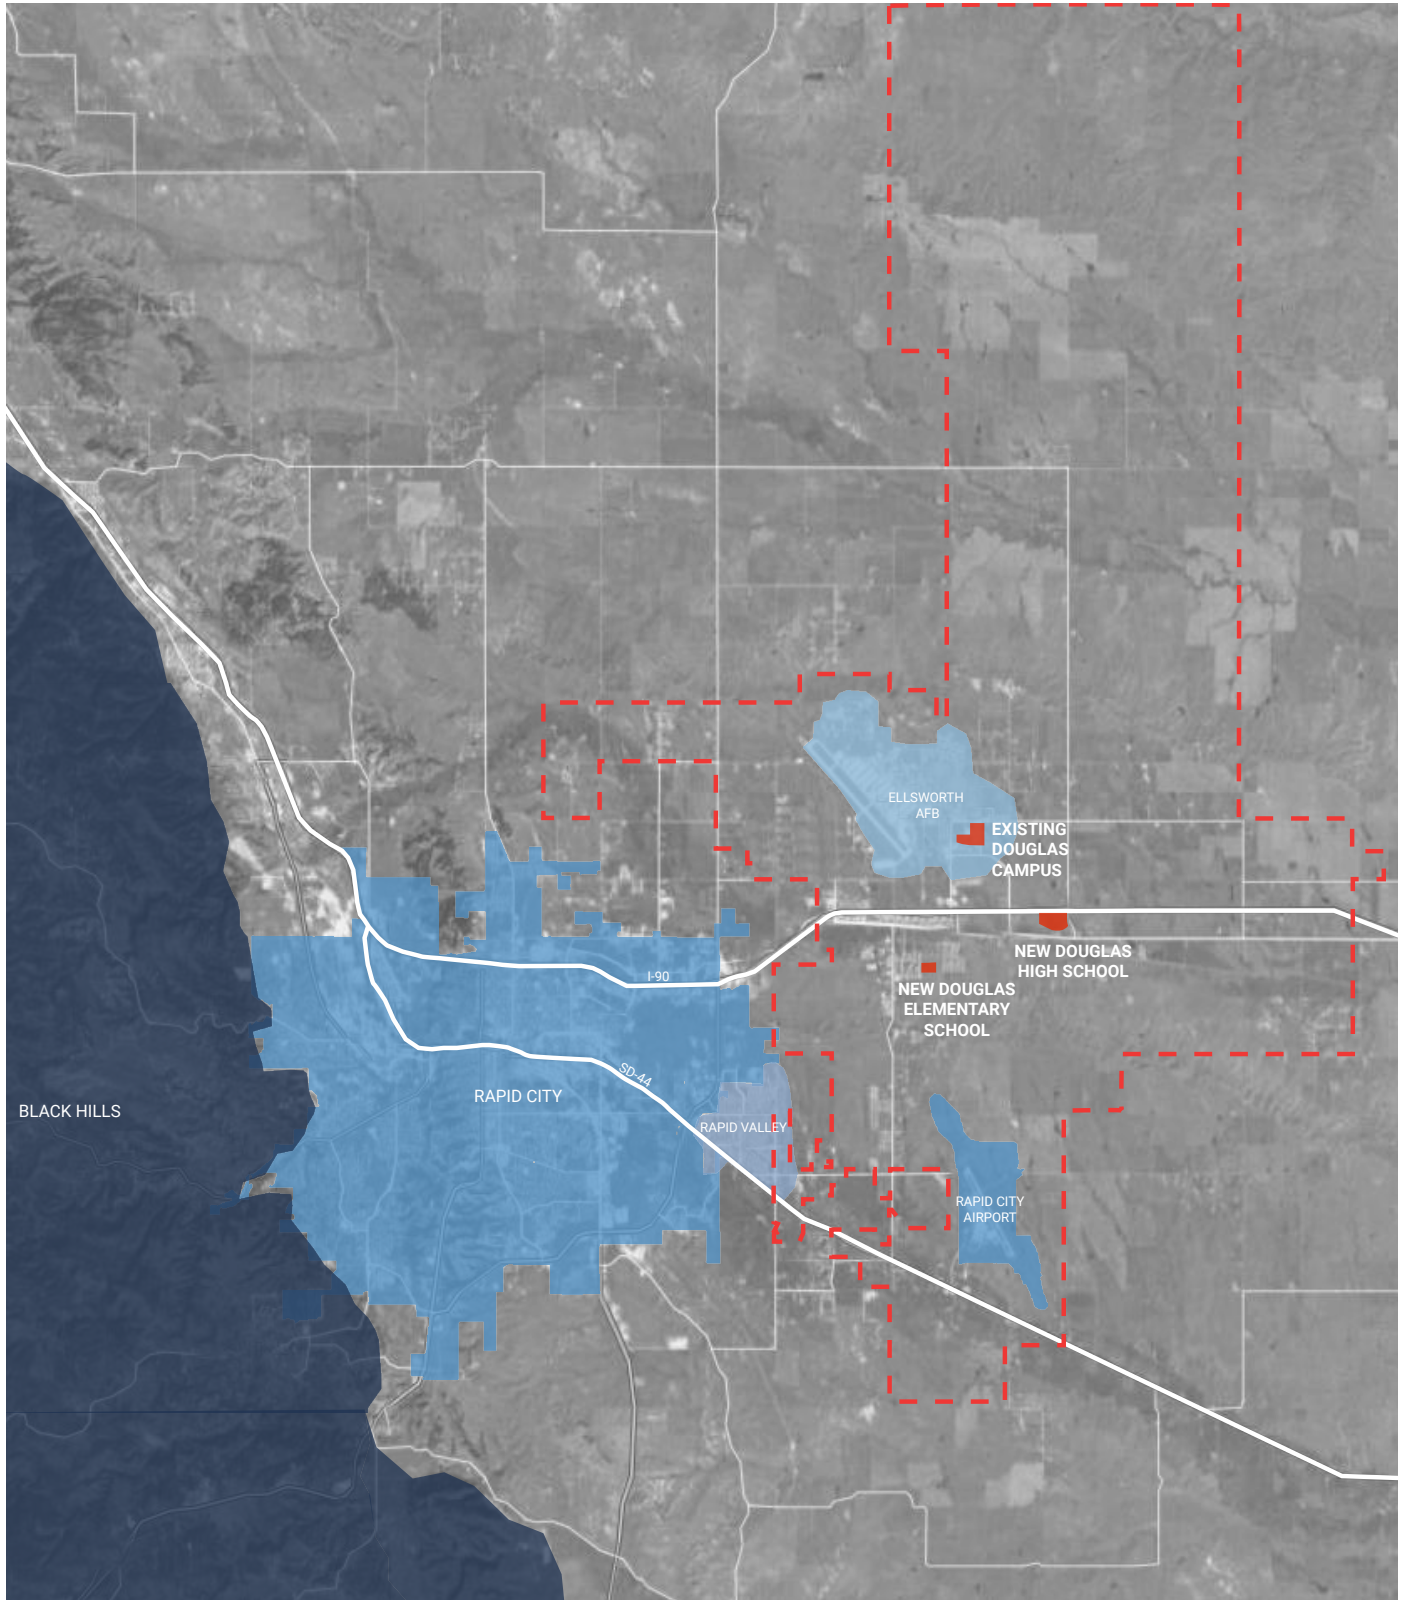 ELLSWORTH
AFB
EXISTING
DOUGLAS
CAMPUS
NEW DOUGLAS
HIGH SCHOOL
I-90
NEW DOUGLAS
ELEMENTARY
SCHOOL
SD-44
RAPID CITY
BLACK HILLS
RAPID VALLEY
RAPID CITY
AIRPORT